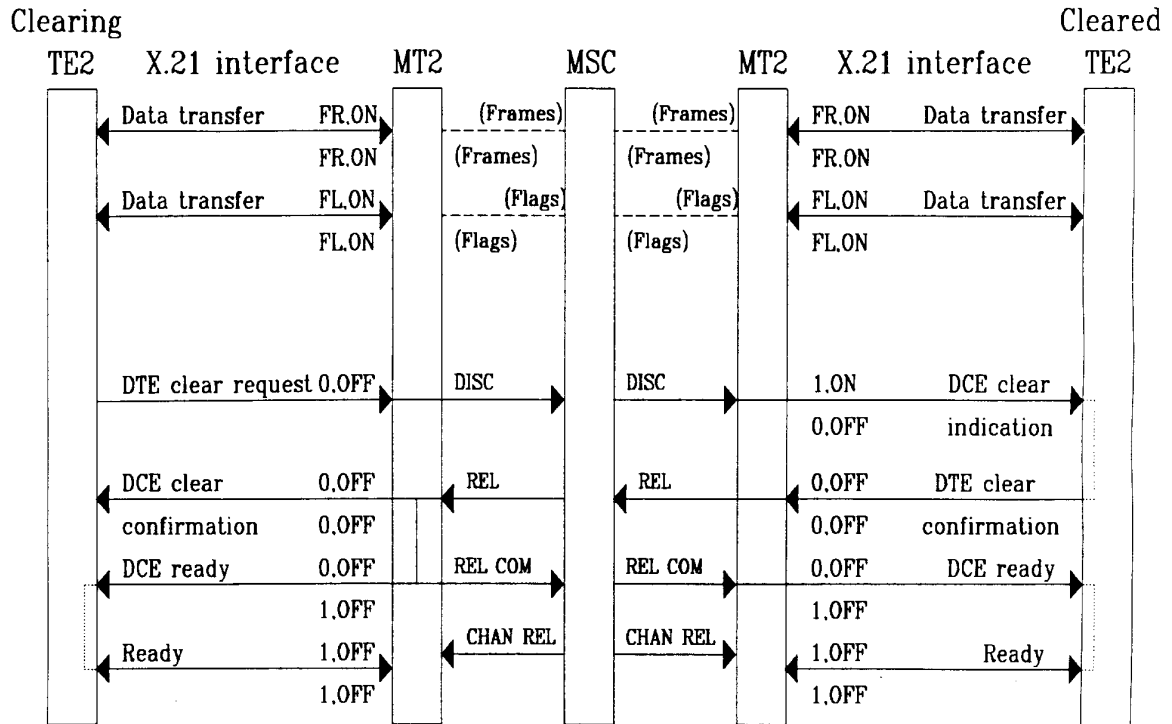 Clearing Cleared
TE2 X.21 interface MT2 MSC MT2 X.21 interface TE2
Data transfer FR.ON (Frames) (Frames) FR.ON Data transfer
FR.ON (Frames) (Frames) FR.ON
Data transfer FL.ON (Flags) (Flags) FL.ON Data transfer
FL.ON (Flags) (Flags) FL.ON
DTE clear request 0.OFF DISC DISC 1.ON DCE clear
0.OFF indication
DCE clear 0.OFF REL REL 0.OFF DTE clear
confirmation 0.OFF 0.OFF confirmation
DCE ready 0.OFF REL COM REL COM 0.OFF DCE ready
1.OFF 1.OFF
Ready 1.OFF CHAN REL CHAN REL 1.OFF Ready
1.OFF 1.OFF